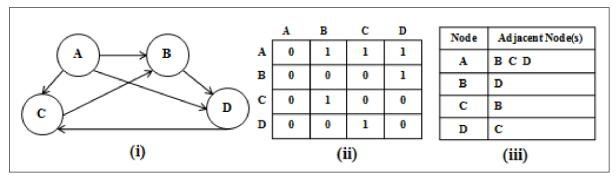 A B
C D
(i)
A B C D
A 0 1 1 1
B 0 0 0 1
C 0 1 0 0
D 0 0 1 0
(ii)
Node Adjacent Node(s)
A B C D
B D
C B
D C
(iii)